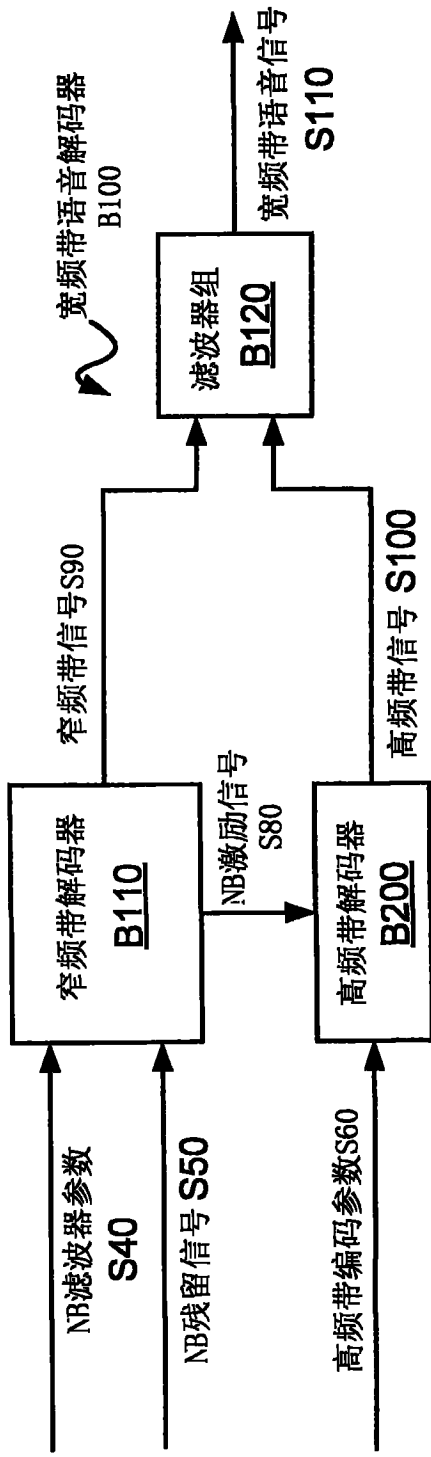 宽频带语音解码器
B100
NB滤波器参数
S40
NB残留信号 S50
窄频带解码器
B110
窄频带信号S90
NB激励信号
S80
高频带编码参数S60
高频带解码器
B200
高频带信号 S100
滤波器组
B120
宽频带语音信号
S110